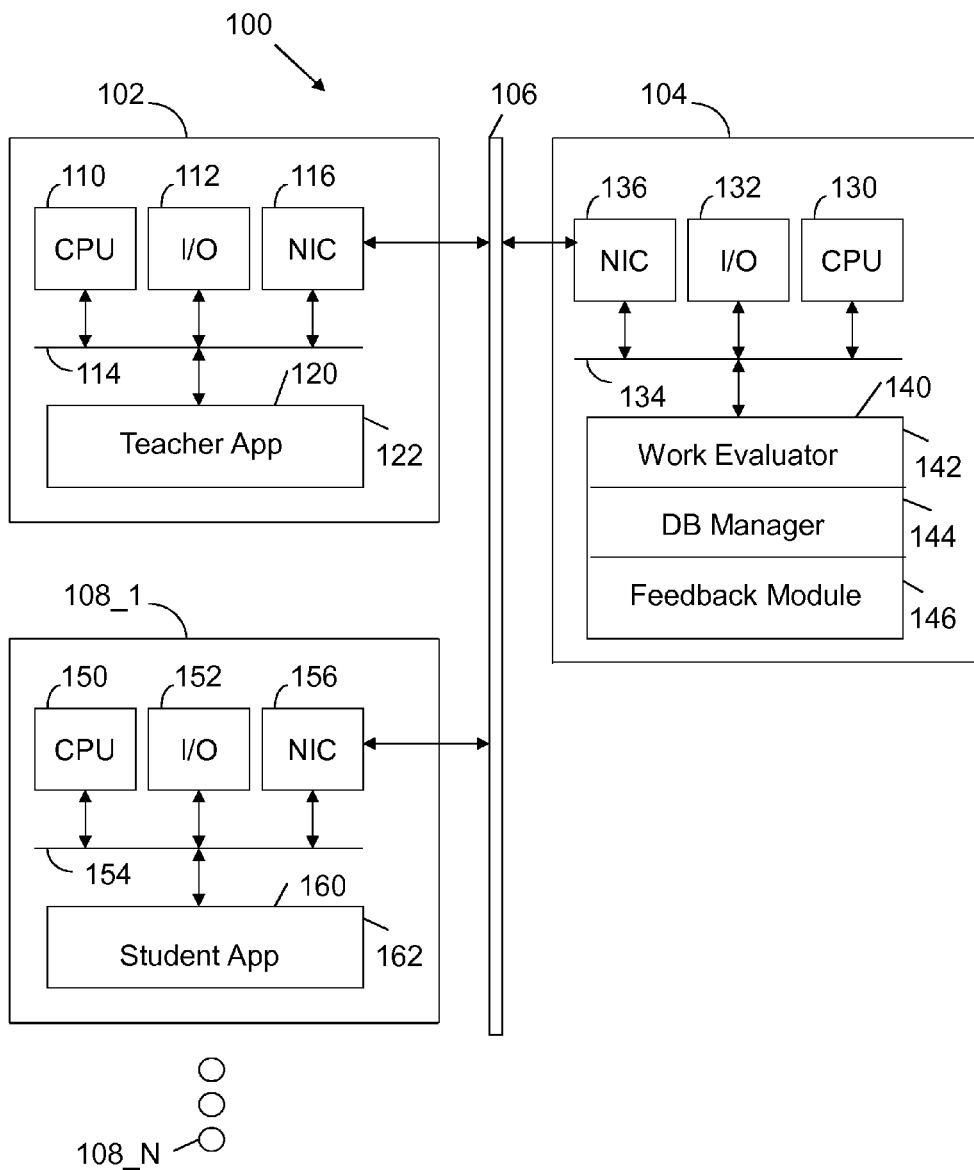 100
102
106
104
110
112
116
CPU
I/O
NIC
114
120
Teacher App
122
136
132
130
NIC
I/O
CPU
134
140
Work Evaluator
142
DB Manager
144
Feedback Module
146
108_1
150
152
156
CPU
I/O
NIC
154
160
Student App
162
108_N